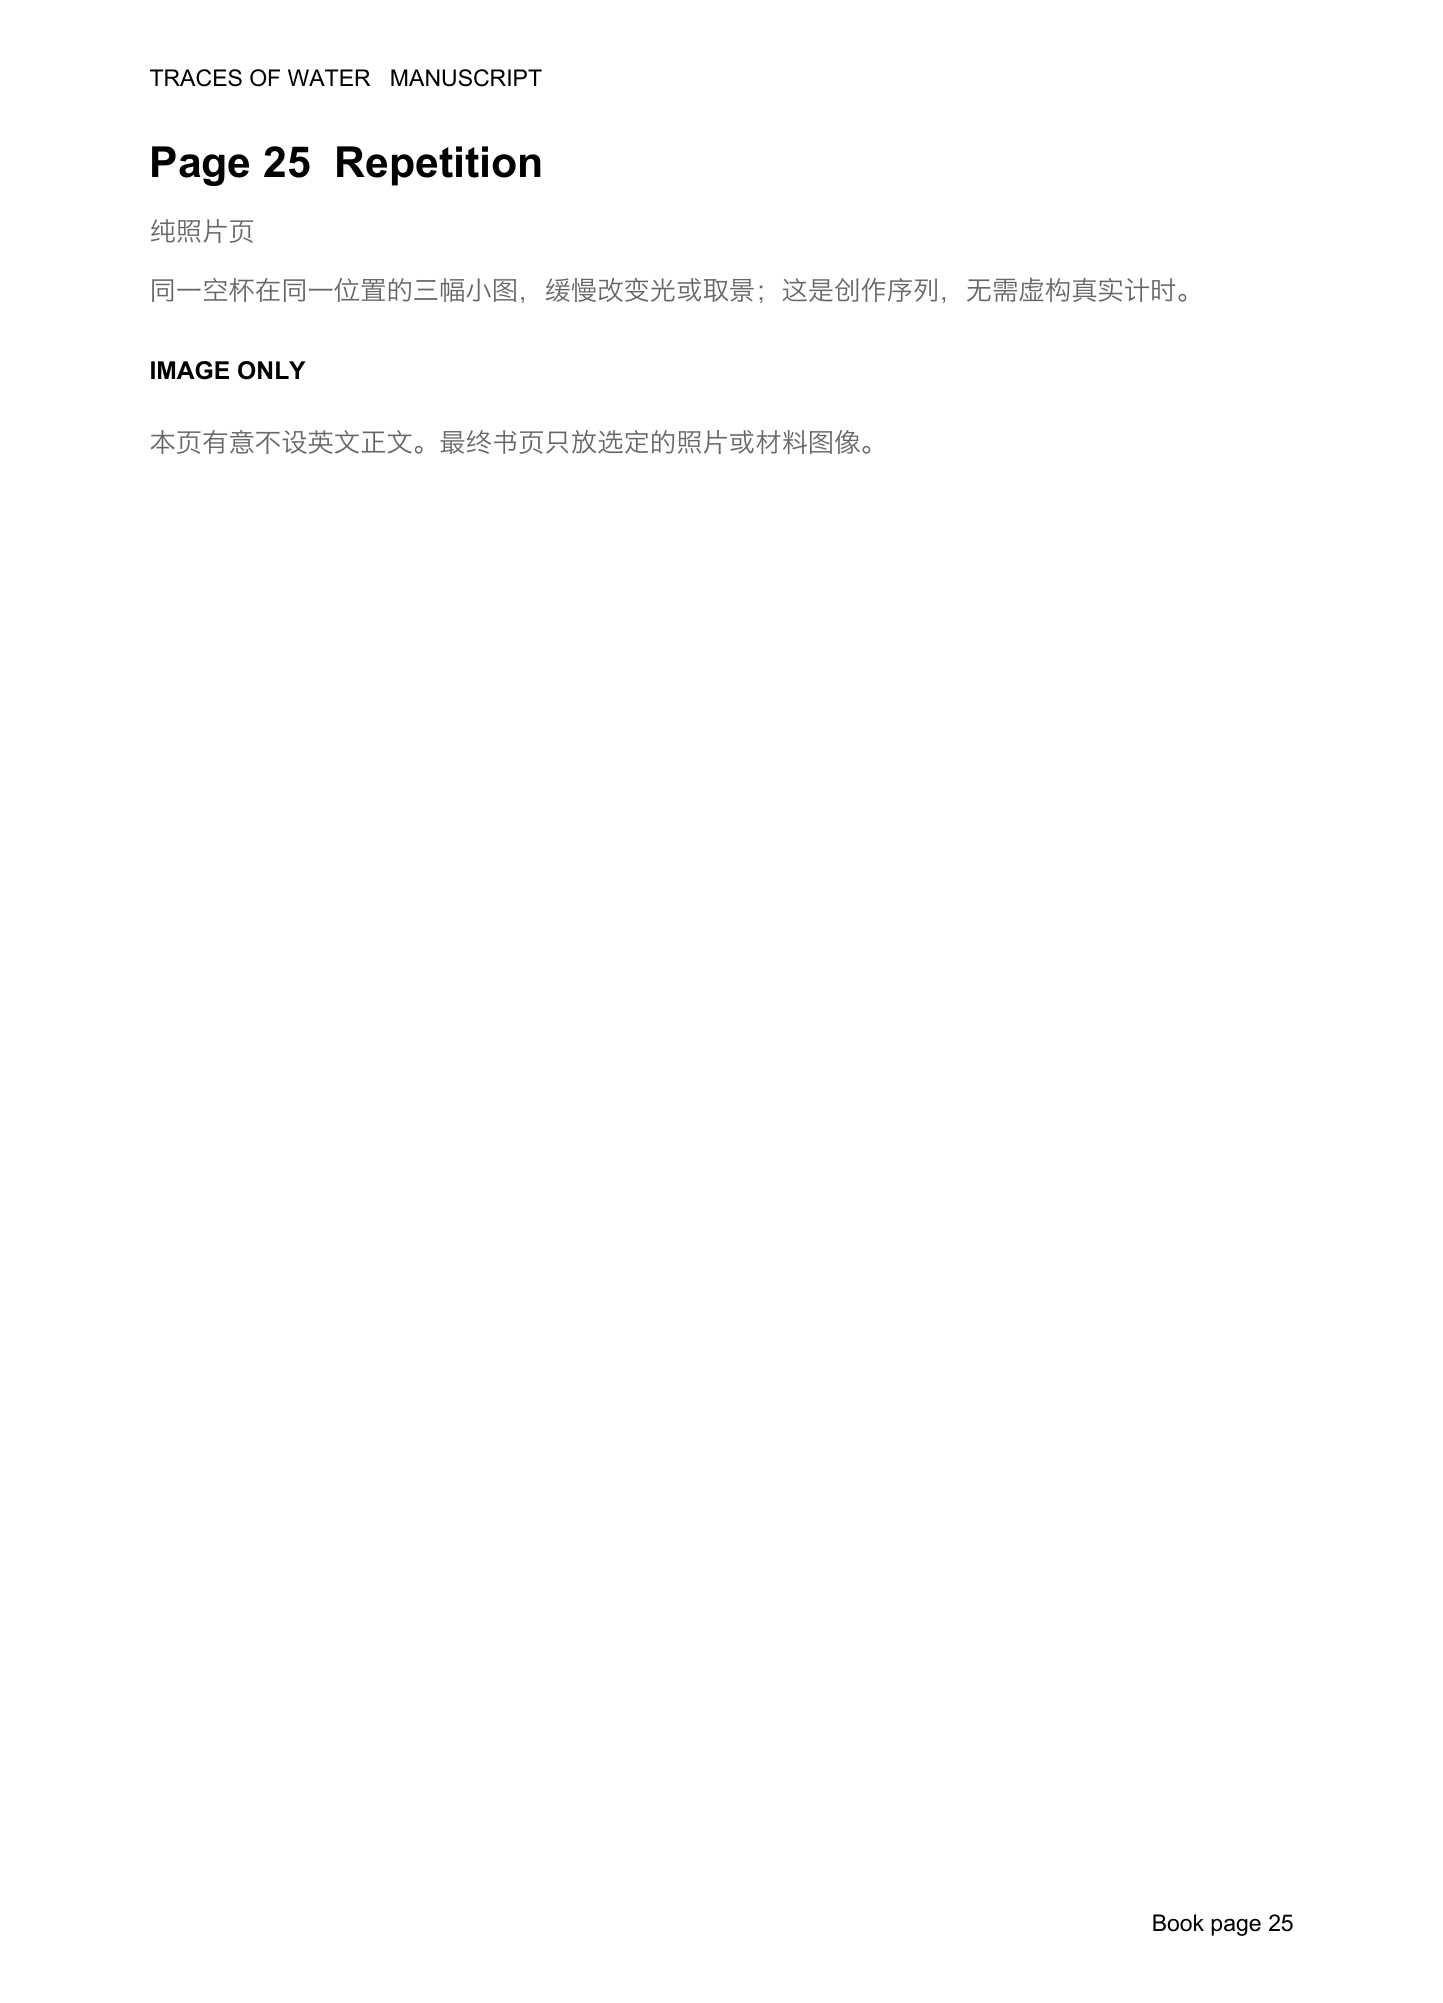 TRACES OF WATER MANUSCRIPT
Page 25 Repetition
纯照片页
同一空杯在同一位置的三幅小图，缓慢改变光或取景；这是创作序列，无需虚构真实计时。
IMAGE ONLY
本页有意不设英文正文。最终书页只放选定的照片或材料图像。
Book page 25